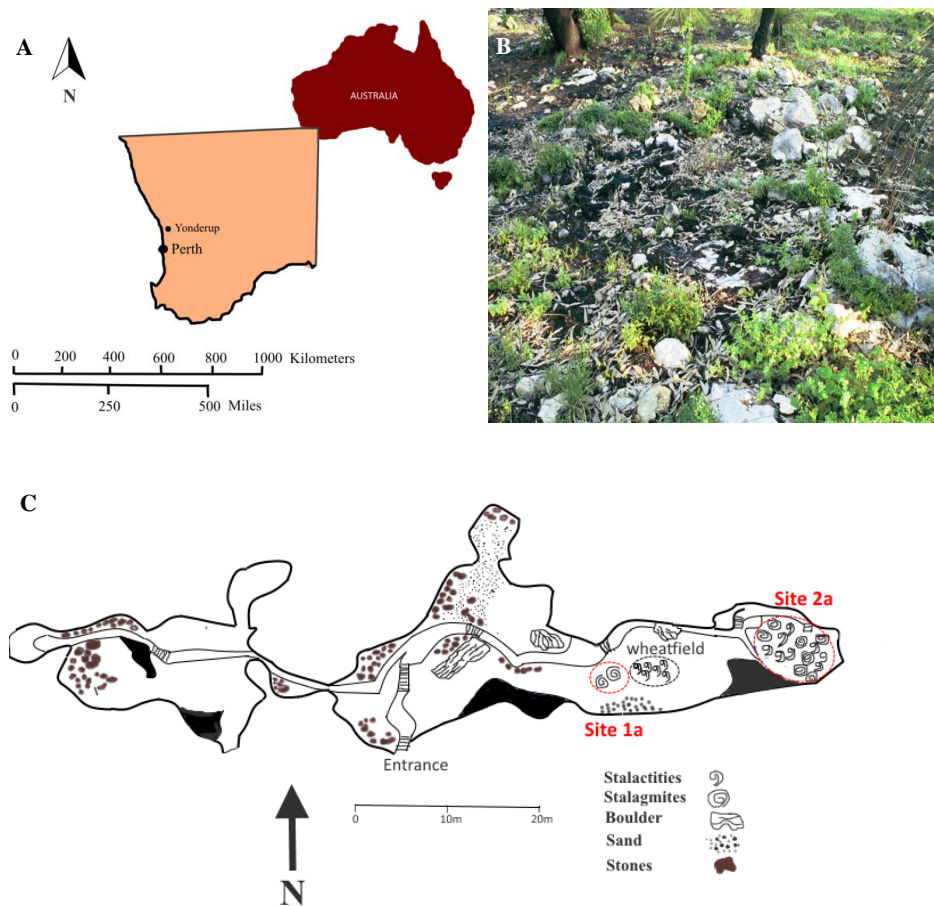 A
N
AUSTRALIA
Yonderup
Perth
0 200 400 600 800 1000 Kilometers
0 250 500 Miles
B
C
Site 2a
wheatfield
Site 1a
Entrance
0 10m 20m
N
Stalactities
Stalagmites
Boulder
Sand
Stones